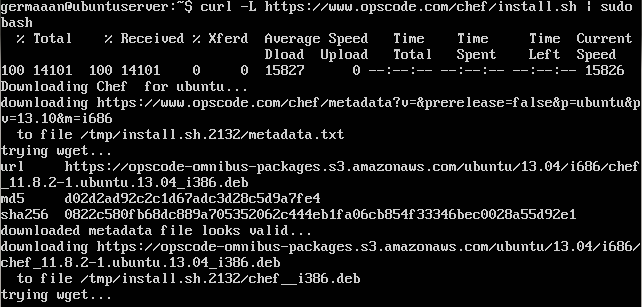 germaaan@ubuntuserver:~$ curl -L https://www.opscode.com/chef/install.sh | sudo
bash
  % Total    % Received % Xferd  Average Speed   Time    Time     Time  Current
                                 Dload  Upload   Total   Spent    Left  Speed
100 14101  100 14101    0     0  15827      0 --:--:-- --:--:-- --:--:-- 15826
Downloading Chef  for ubuntu...
downloading https://www.opscode.com/chef/metadata?v=&prerelease=false&p=ubuntu&p
v=13.10&m=i686
  to file /tmp/install.sh.2132/metadata.txt
trying wget...
url     https://opscode-omnibus-packages.s3.amazonaws.com/ubuntu/13.04/i686/chef
_11.8.2-1.ubuntu.13.04_i386.deb
md5     d02d2ad92c2c1d67adc3d28c5d9a7fe4
sha256  0822c580fb68dc889a705352062c444eb1fa06cb854f33346bec0028a55d92e1
downloaded metadata file looks valid...
downloading https://opscode-omnibus-packages.s3.amazonaws.com/ubuntu/13.04/i686/
chef_11.8.2-1.ubuntu.13.04_i386.deb
  to file /tmp/install.sh.2132/chef__i386.deb
trying wget...